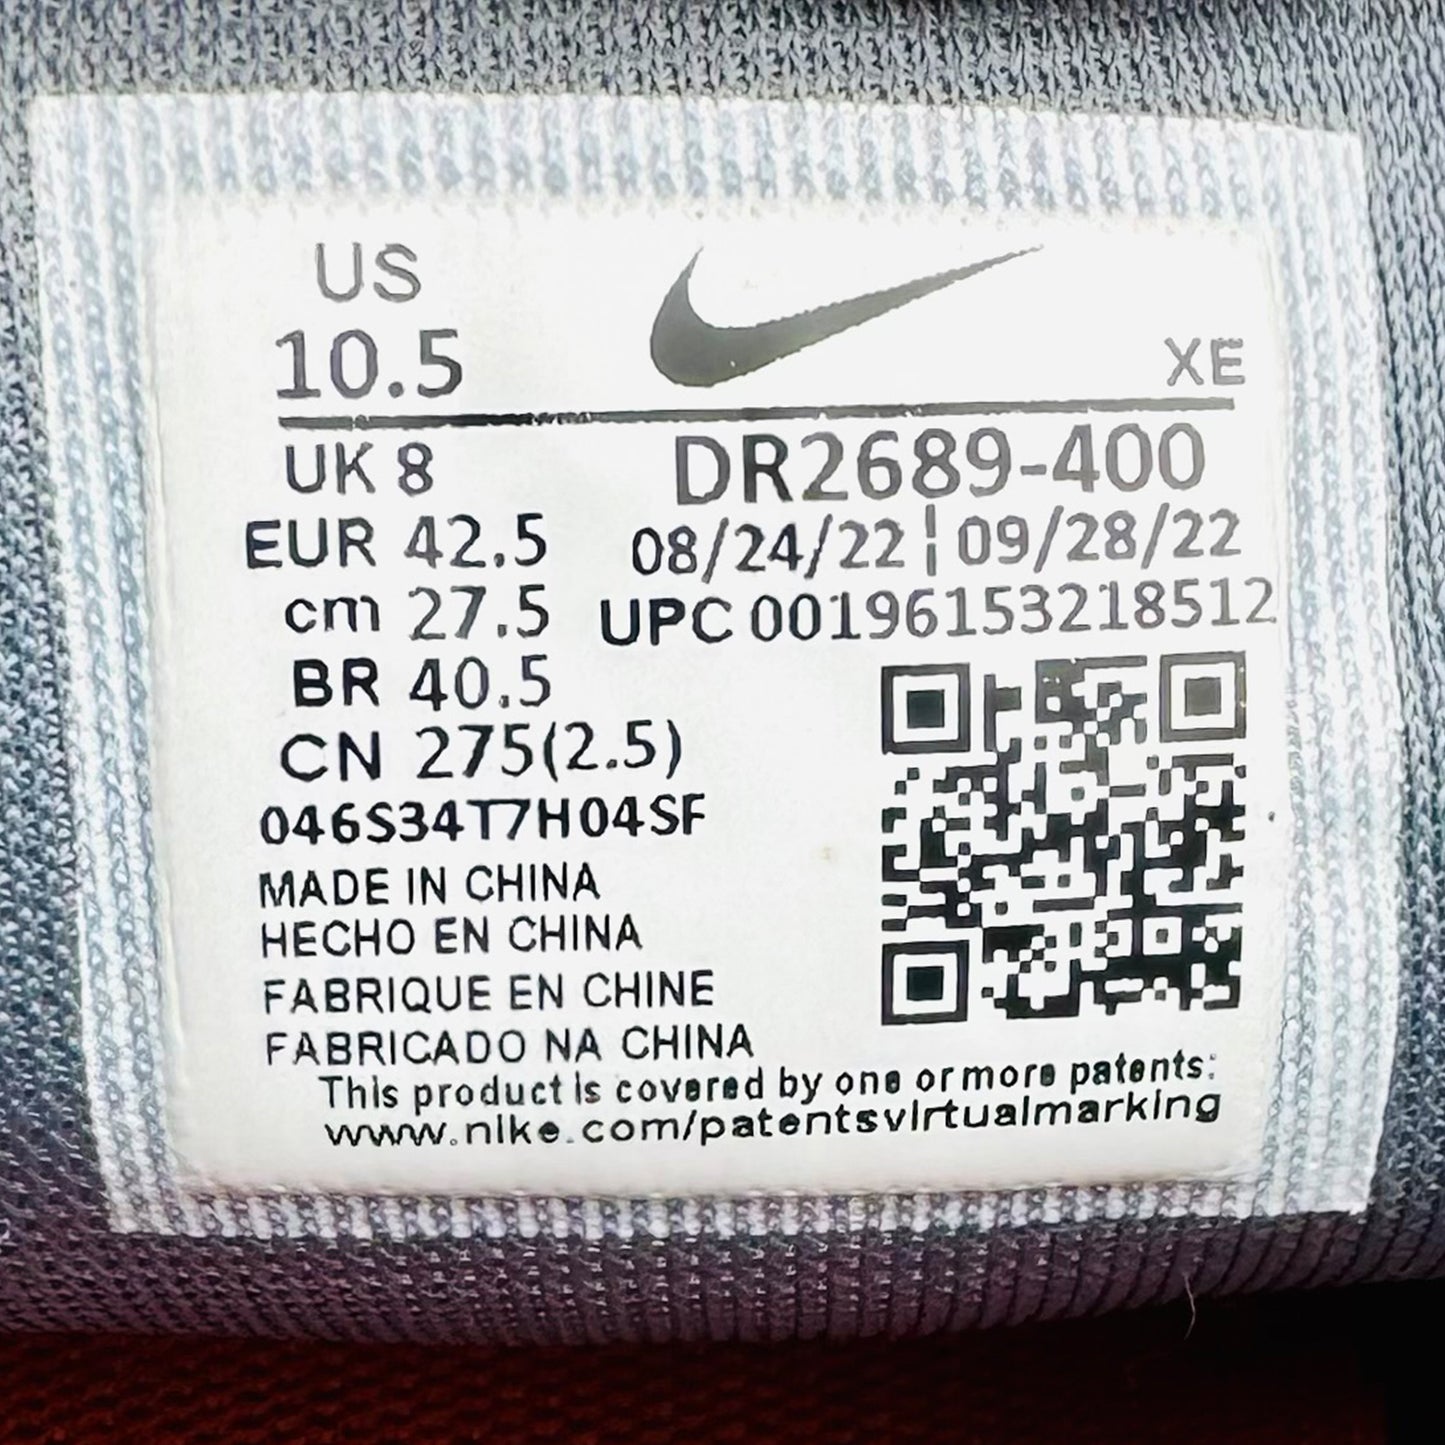 US
10.5
XE
UK 8
DR2689-400
EUR 42.5
08/24/22 ¦ 09/28/22
cm 27.5
UPC 00196153218512
BR 40.5
CN 275(2.5)
046S34T7H04SF
MADE IN CHINA
HECHO EN CHINA
FABRIQUE EN CHINE
FABRICADO NA CHINA
This product is covered by one or more patents:
www.nike.com/patentsvirtualmarking